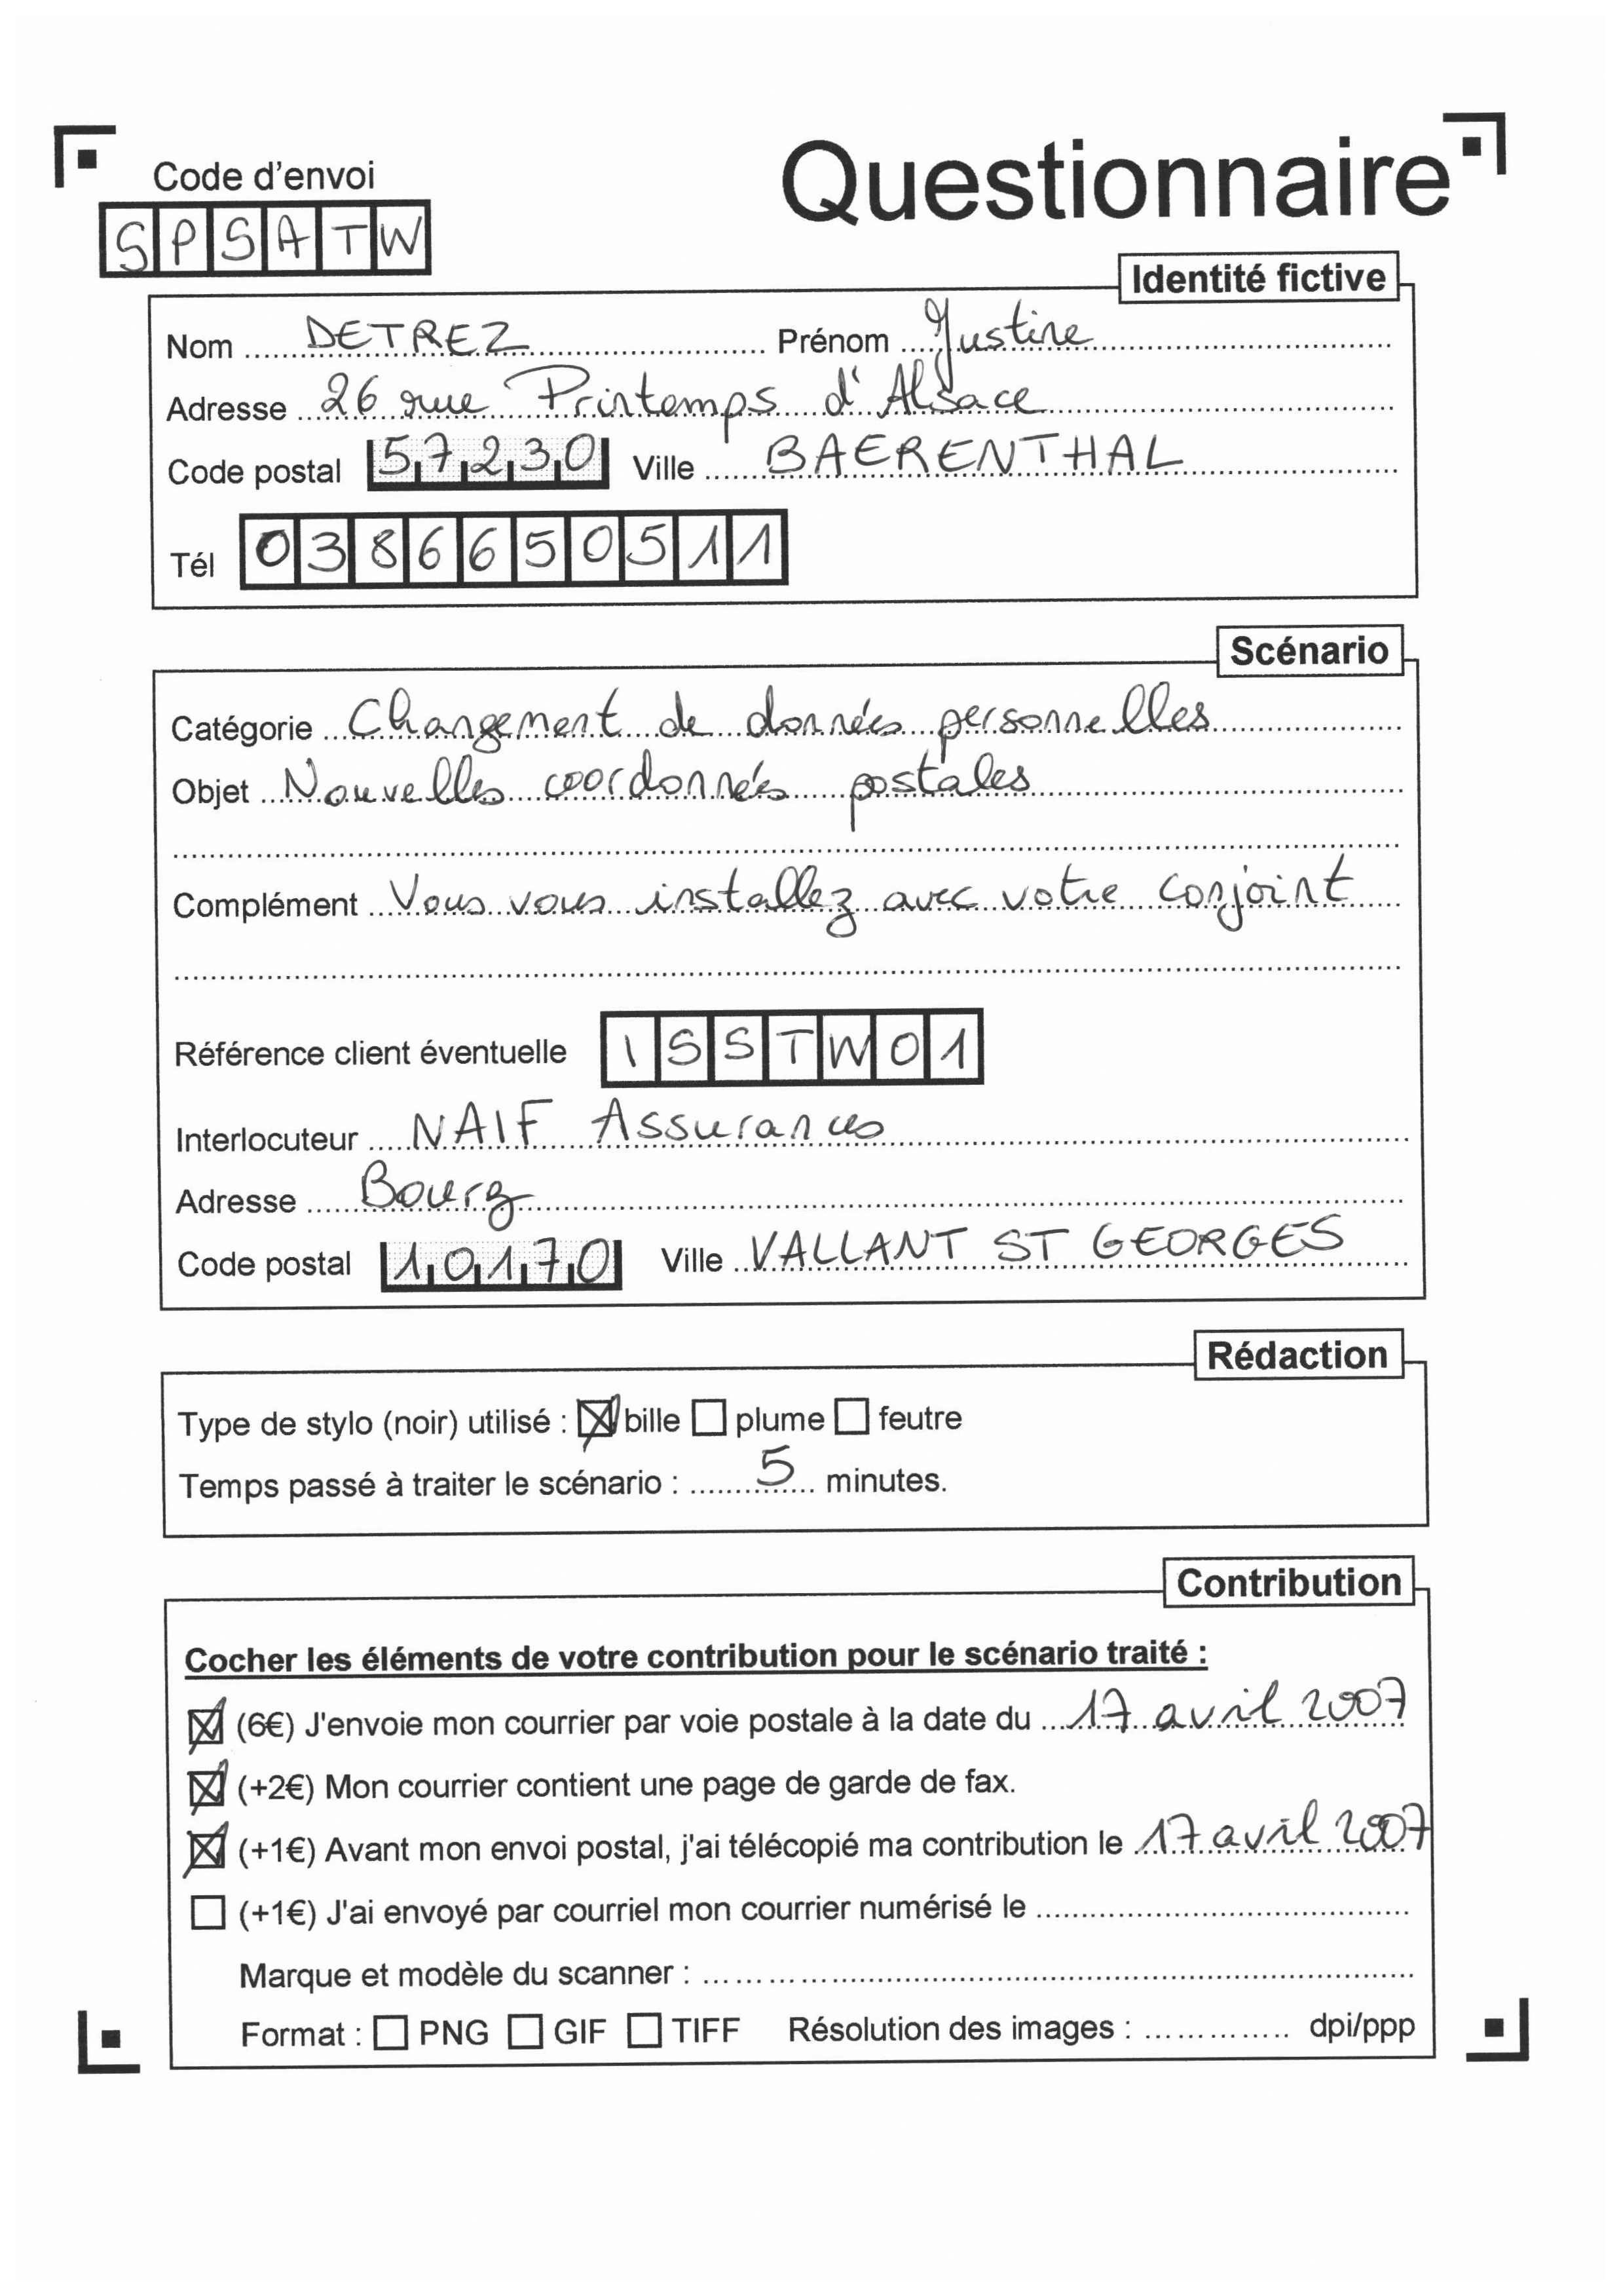 Questionnaire
Code d'envoi
SPSATW
Identité fictive
Nom DETREZ Prénom Justine
Adresse 26 rue Printemps d'Alsace
Code postal 57230 Ville BAERENTHAL
Tél 0386650511
Scénario
Catégorie Changement de données personnelles
Objet Nouvelles coordonnées postales
Complément Vous vous installez avec votre conjoint
Référence client éventuelle ISSTW01
Interlocuteur NAIF Assurances
Adresse Bourg
Code postal 10170 Ville VALLANT ST GEORGES
Rédaction
Type de stylo (noir) utilisé : bille plume feutre
Temps passé à traiter le scénario : 5 minutes.
Contribution
Cocher les éléments de votre contribution pour le scénario traité :
(6€) J'envoie mon courrier par voie postale à la date du 17 avril 2007
(+2€) Mon courrier contient une page de garde de fax.
(+1€) Avant mon envoi postal, j'ai télécopié ma contribution le 17 avril 2007
(+1€) J'ai envoyé par courriel mon courrier numérisé le
Marque et modèle du scanner :
Format : PNG GIF TIFF Résolution des images : dpi/ppp